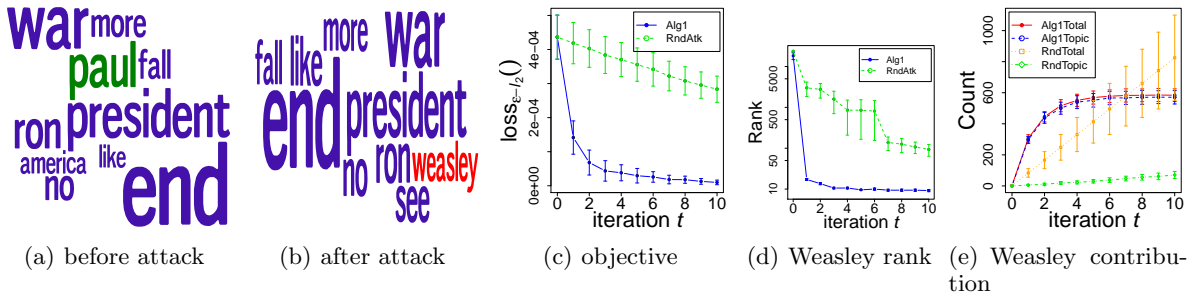 war more
paul fall
president
ron
america like
no
end
more war
fall like
end president
no ron weasley
see
loss_{ε−l_2}()
0e+00 2e−04 4e−04
Alg1
RndAtk
0 2 4 6 8 10
iteration t
Rank
10 50 500 5000
Alg1
RndAtk
0 2 4 6 8 10
iteration t
Count
0 200 600 1000
Alg1Total
Alg1Topic
RndTotal
RndTopic
0 2 4 6 8 10
iteration t
(a) before attack
(b) after attack
(c) objective
(d) Weasley rank
(e) Weasley contribu-
tion